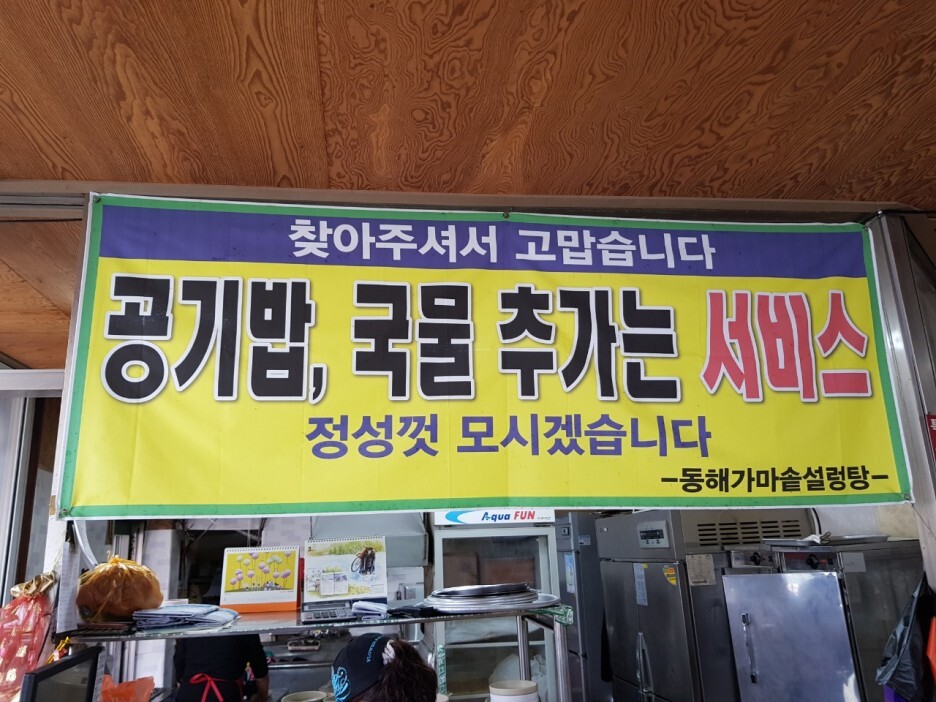 찾아주셔서 고맙습니다
공기밥, 국물 추가는 서비스
정성껏 모시겠습니다
-동해가마솥설렁탕-
Aqua FUN